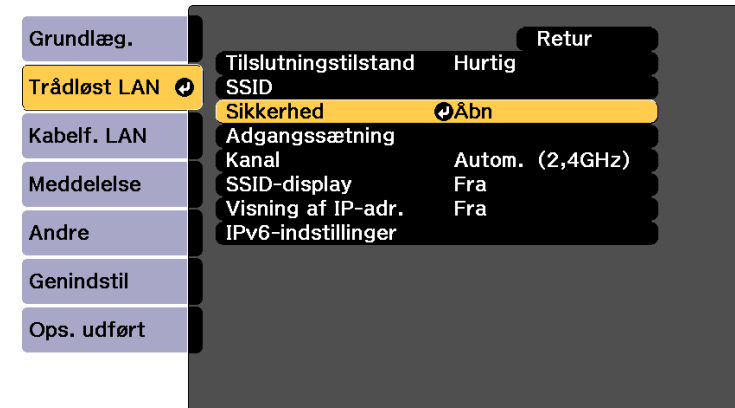 Grundlæg.
Trådløst LAN
Kabelf. LAN
Meddelelse
Andre
Genindstil
Ops. udført
Retur
Tilslutningstilstand Hurtig
SSID
Sikkerhed Åbn
Adgangssætning
Kanal Autom. (2,4GHz)
SSID-display Fra
Visning af IP-adr. Fra
IPv6-indstillinger